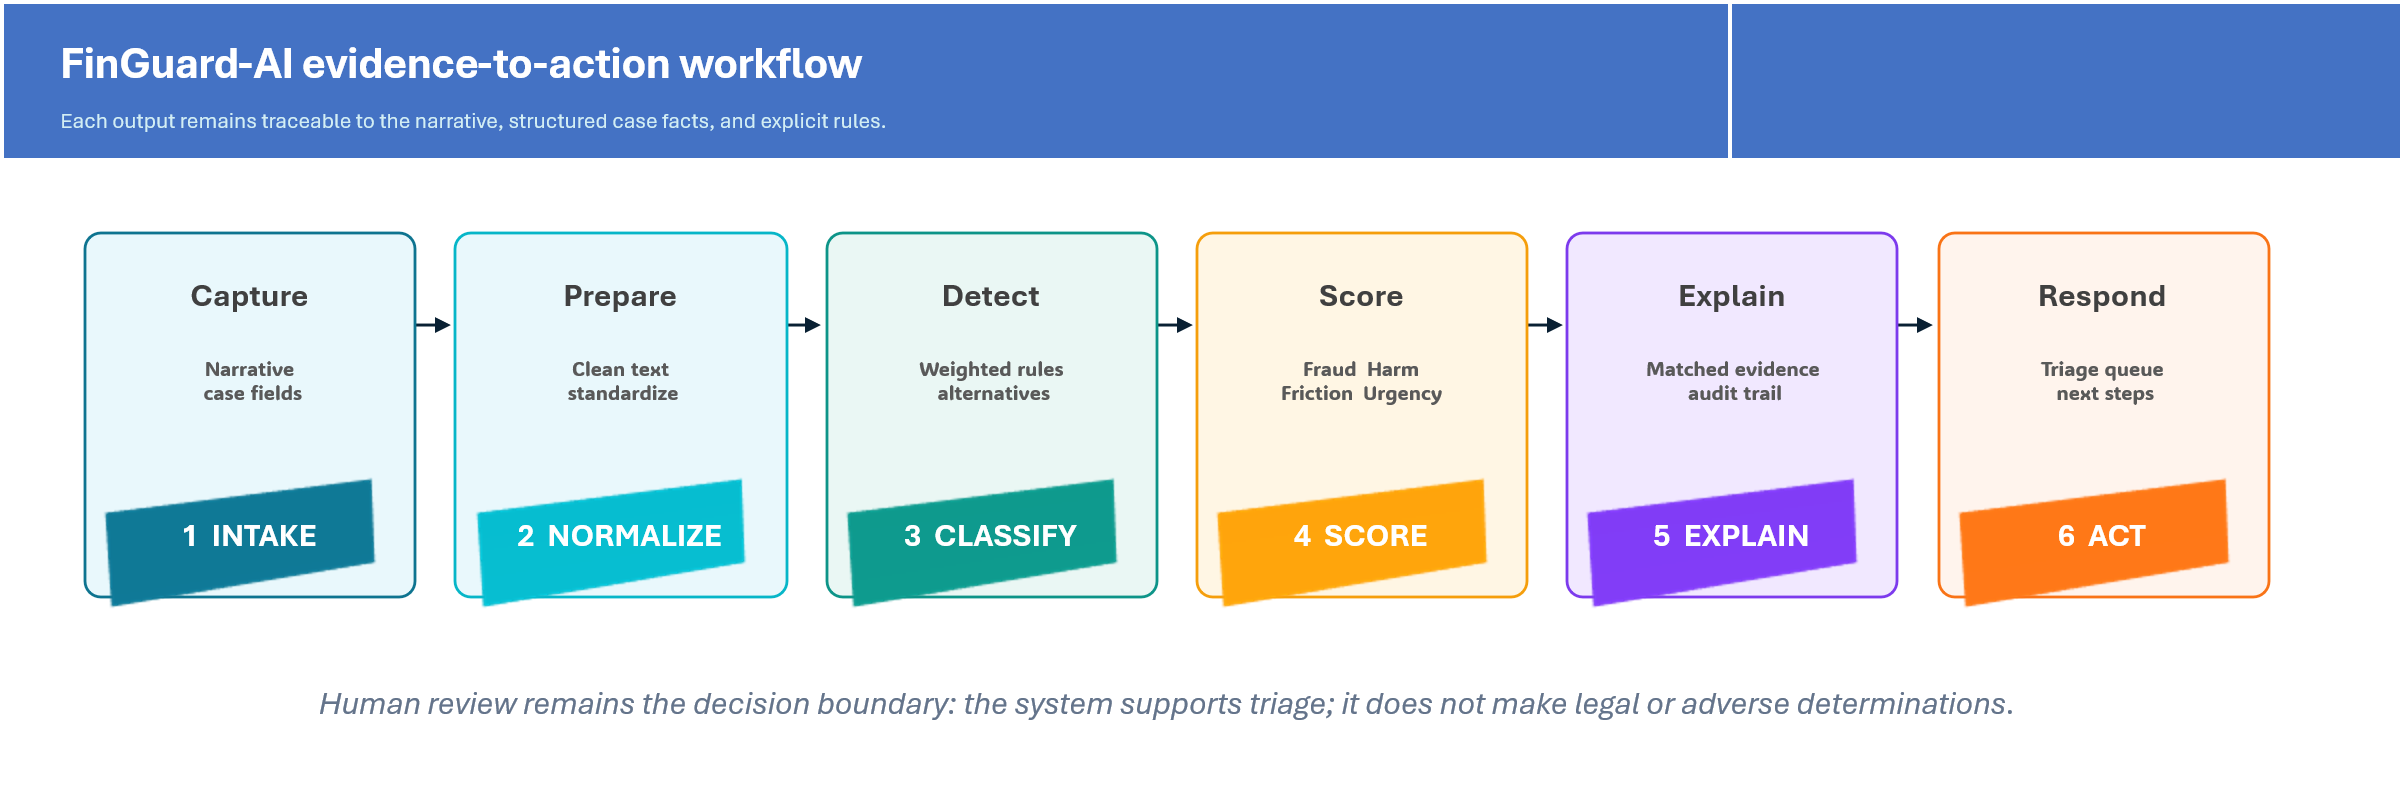 FinGuard-AI evidence-to-action workflow
Each output remains traceable to the narrative, structured case facts, and explicit rules.
Capture
Narrative
case fields
1 INTAKE
Prepare
Clean text
standardize
2 NORMALIZE
Detect
Weighted rules
alternatives
3 CLASSIFY
Score
Fraud Harm
Friction Urgency
4 SCORE
Explain
Matched evidence
audit trail
5 EXPLAIN
Respond
Triage queue
next steps
6 ACT
Human review remains the decision boundary: the system supports triage; it does not make legal or adverse determinations.